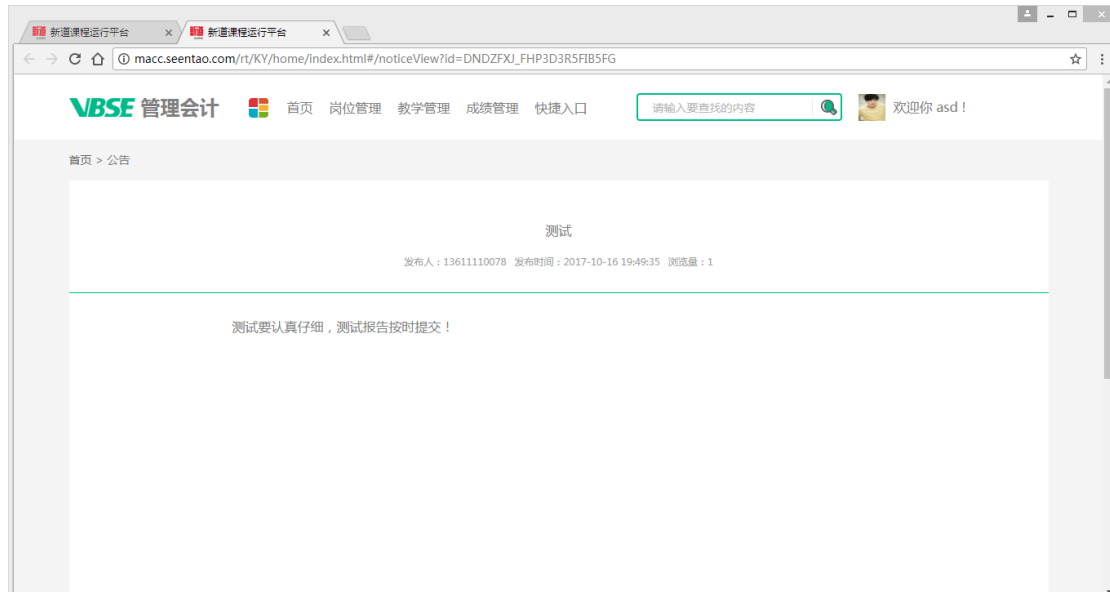 新道课程运行平台 新道课程运行平台
macc.seentao.com/rt/KY/home/index.html#/noticeView?id=DNDZFXJ_FHP3D3R5FIB5FG
VBSE 管理会计 首页 岗位管理 教学管理 成绩管理 快捷入口 请输入要查找的内容 欢迎你 asd！
首页 > 公告
测试
发布人：13611110078 发布时间：2017-10-16 19:49:35 浏览量：1
测试要认真仔细，测试报告按时提交！